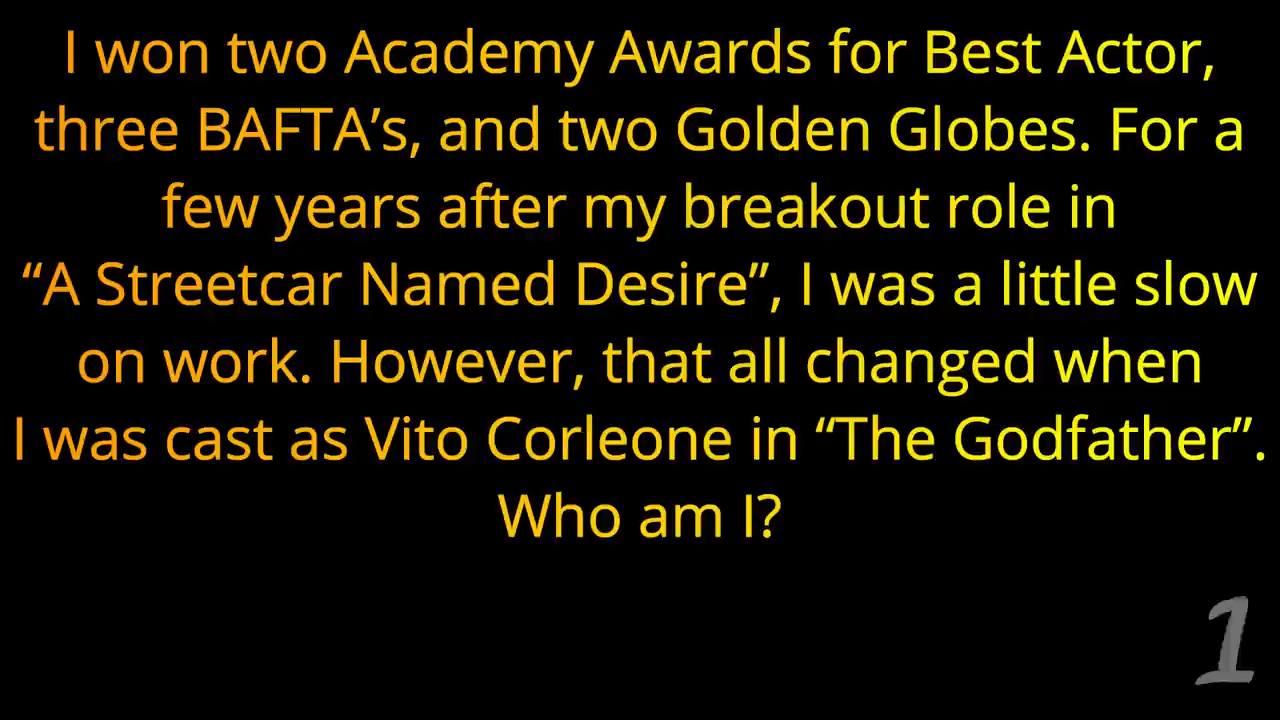 I won two Academy Awards for Best Actor,
three BAFTA’s, and two Golden Globes. For a
few years after my breakout role in
“A Streetcar Named Desire”, I was a little slow
on work. However, that all changed when
I was cast as Vito Corleone in “The Godfather”.
Who am I?
1